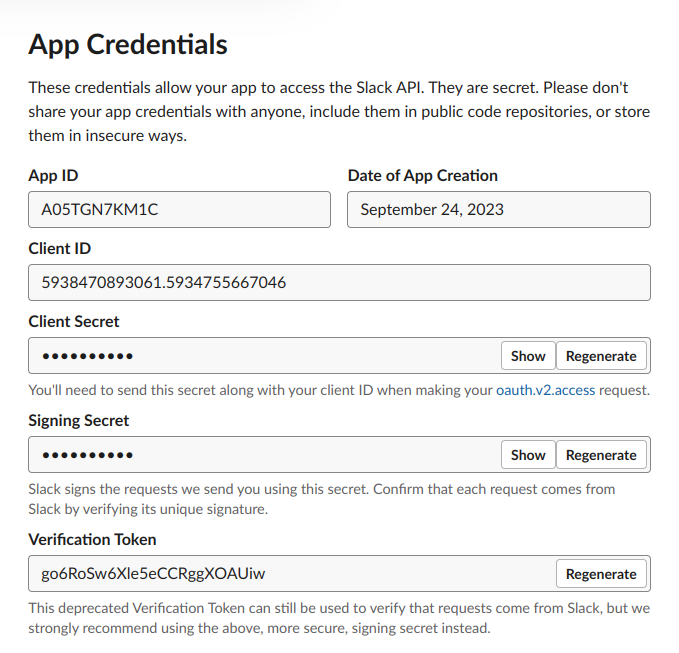 App Credentials
These credentials allow your app to access the Slack API. They are secret. Please don't
share your app credentials with anyone, include them in public code repositories, or store
them in insecure ways.
App ID
Date of App Creation
A05TGN7KM1C
September 24, 2023
Client ID
5938470893061.5934755667046
Client Secret
••••••••••
Show
Regenerate
You'll need to send this secret along with your client ID when making your oauth.v2.access request.
Signing Secret
••••••••••
Show
Regenerate
Slack signs the requests we send you using this secret. Confirm that each request comes from
Slack by verifying its unique signature.
Verification Token
go6RoSw6Xle5eCCRggXOAUiw
Regenerate
This deprecated Verification Token can still be used to verify that requests come from Slack, but we
strongly recommend using the above, more secure, signing secret instead.